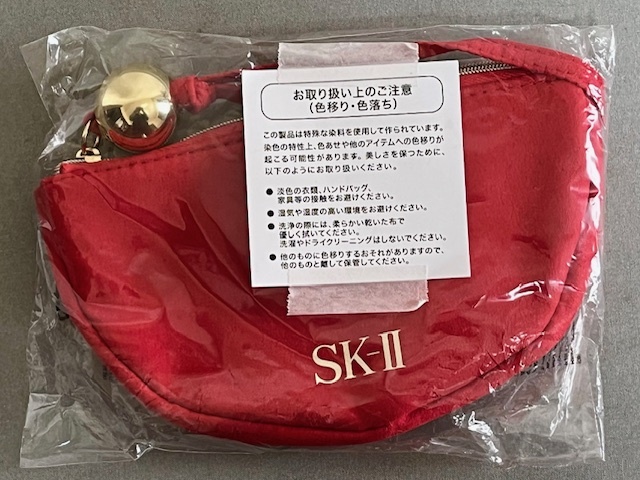 お取り扱い上のご注意
（色移り・色落ち）
この製品は特殊な染料を使用して作られています。
染色の特性上、色あせや他のアイテムへの色移りが
起こる可能性があります。美しさを保つために、
以下のようにお取り扱いください。
● 淡色の衣類、ハンドバッグ、
家具等の接触をお避けください。
● 湿気や湿度の高い環境をお避けください。
● 洗浄の際には、柔らかい乾いた布で
優しく拭いてください。
洗濯やドライクリーニングはしないでください。
● 他のものに色移りするおそれがありますので、
他のものと離して保管してください。
SK-II